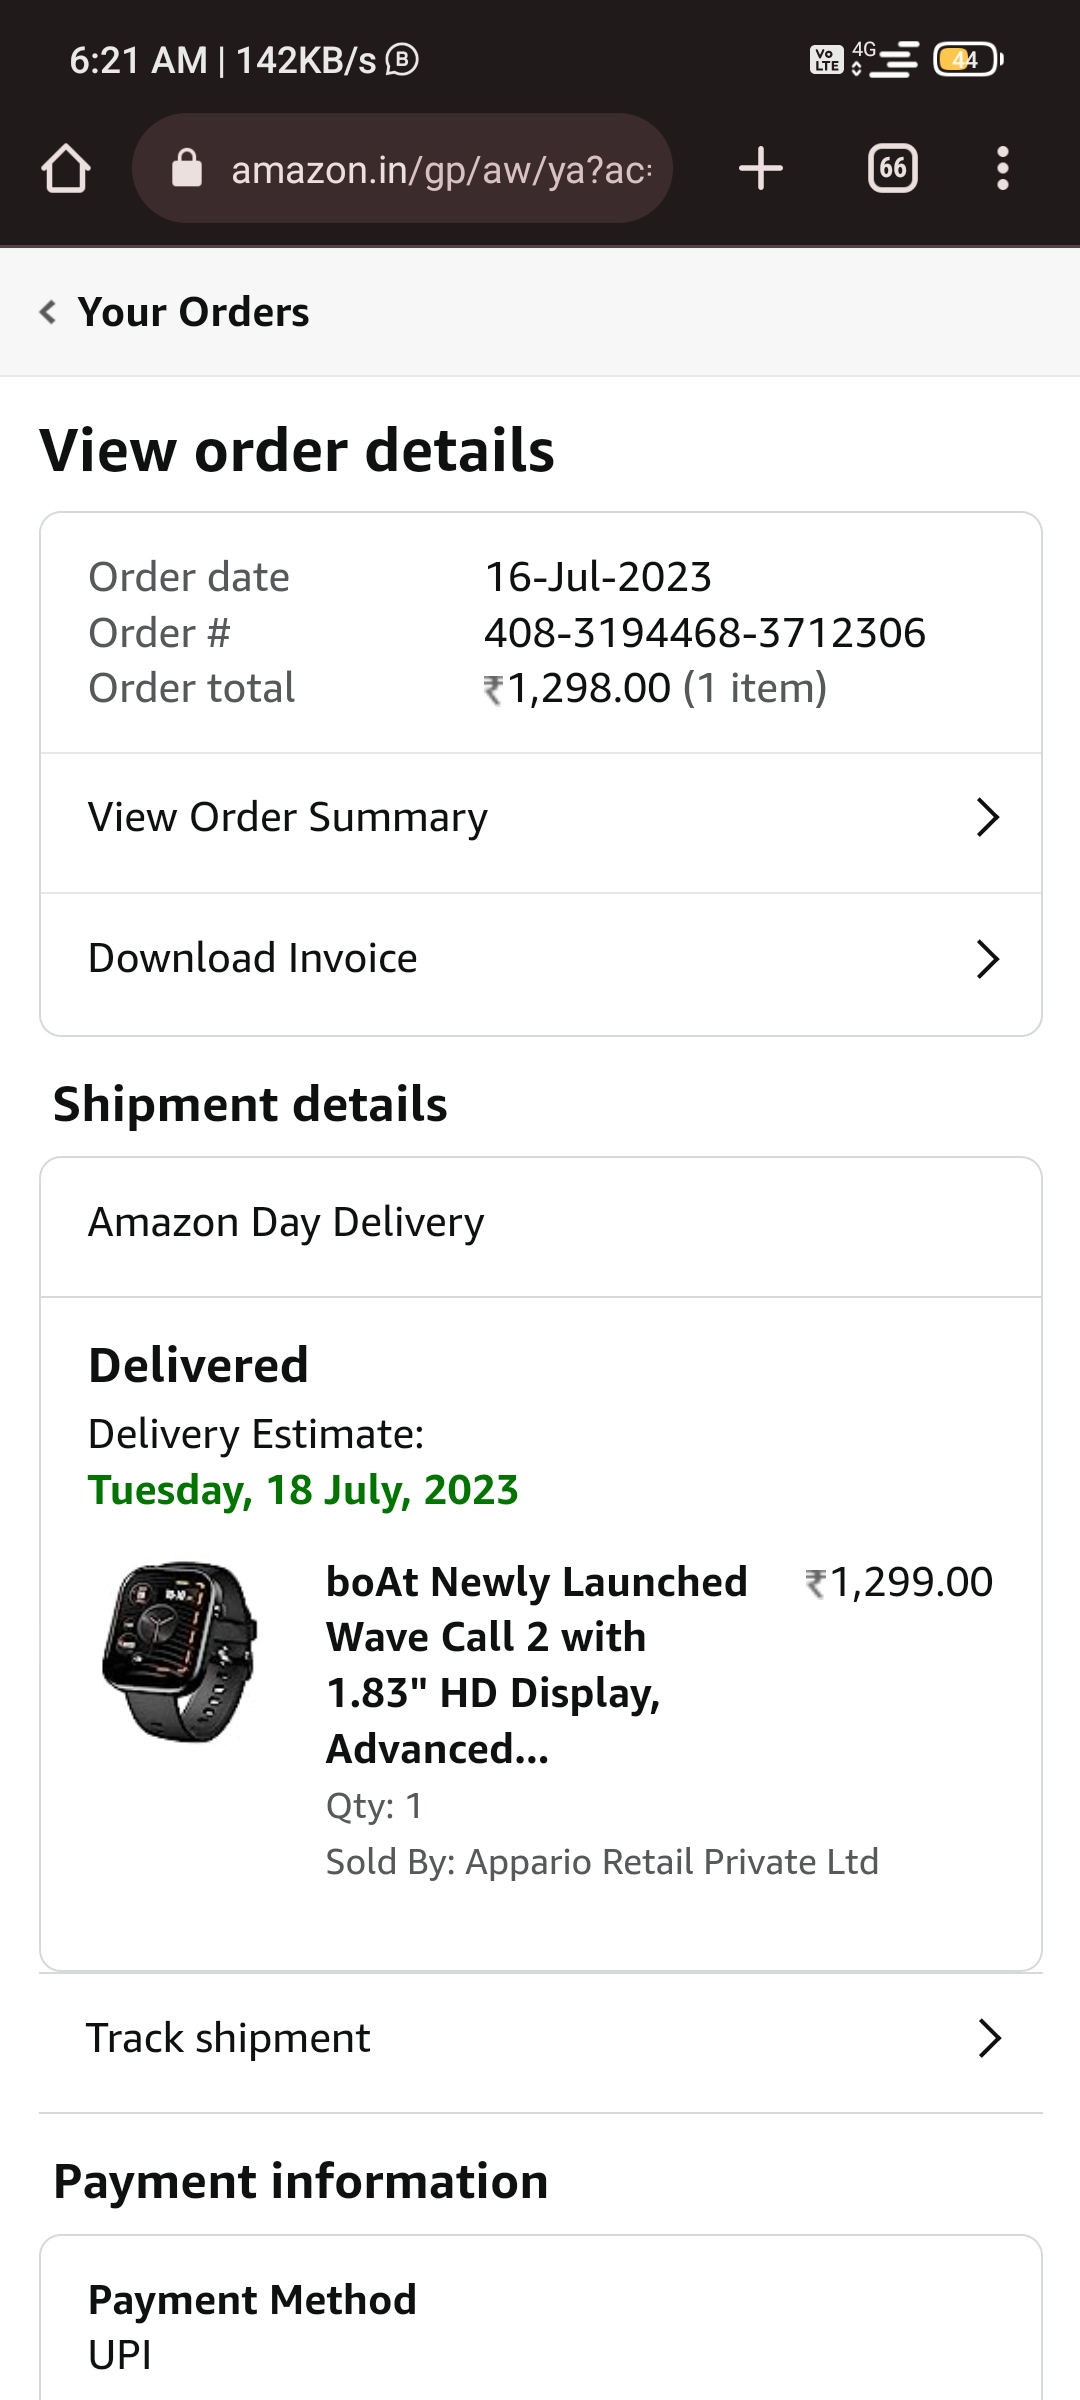 6:21 AM | 142KB/s B
Vo LTE 4G 44
amazon.in/gp/aw/ya?ac
66
Your Orders
View order details
Order date 16-Jul-2023
Order # 408-3194468-3712306
Order total ₹1,298.00 (1 item)
View Order Summary
Download Invoice
Shipment details
Amazon Day Delivery
Delivered
Delivery Estimate:
Tuesday, 18 July, 2023
boAt Newly Launched ₹1,299.00
Wave Call 2 with
1.83" HD Display,
Advanced...
Qty: 1
Sold By: Appario Retail Private Ltd
Track shipment
Payment information
Payment Method
UPI